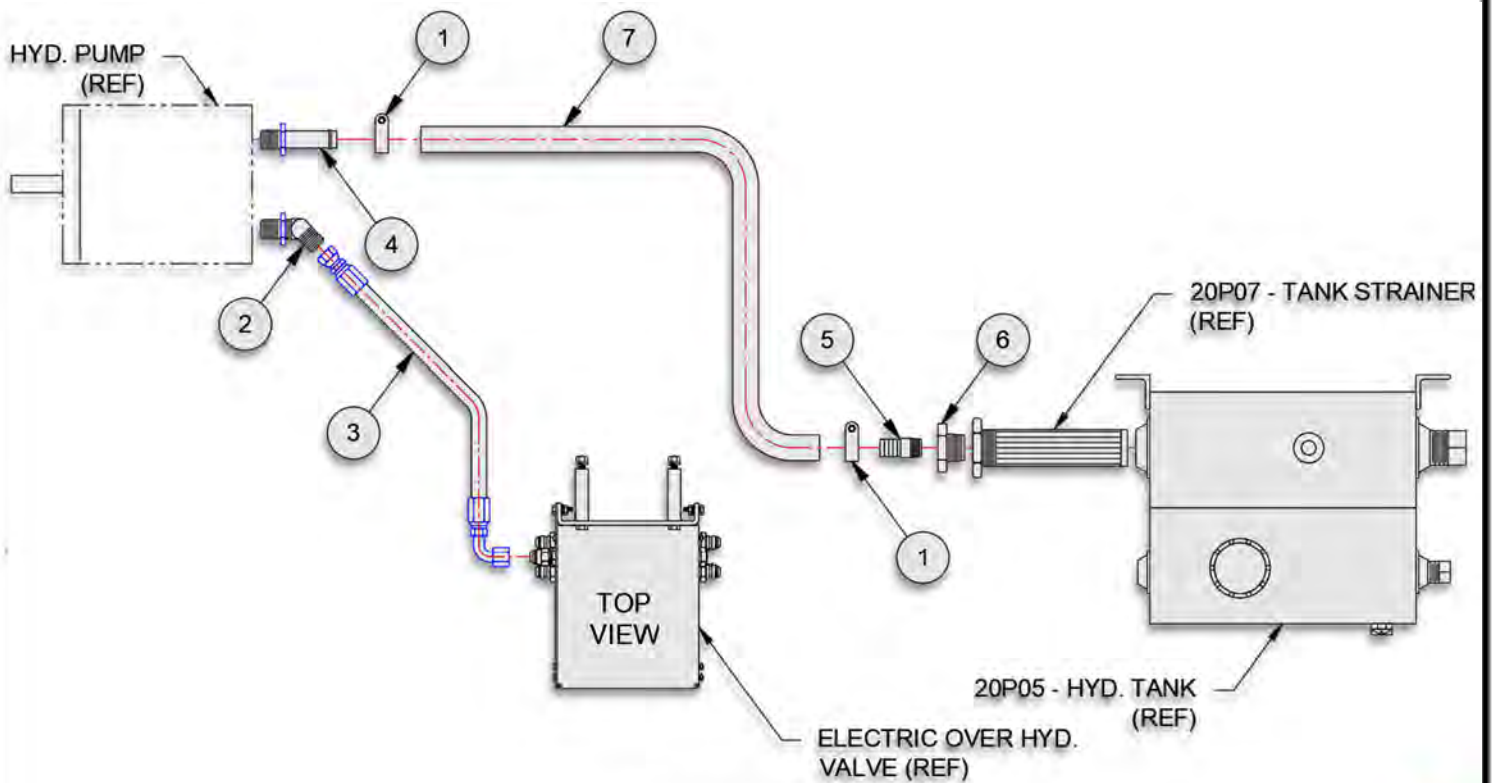 HYD. PUMP
(REF)
1
7
4
2
3
5
6
20P07 - TANK STRAINER
(REF)
1
TOP
VIEW
20P05 - HYD. TANK
(REF)
ELECTRIC OVER HYD.
VALVE (REF)